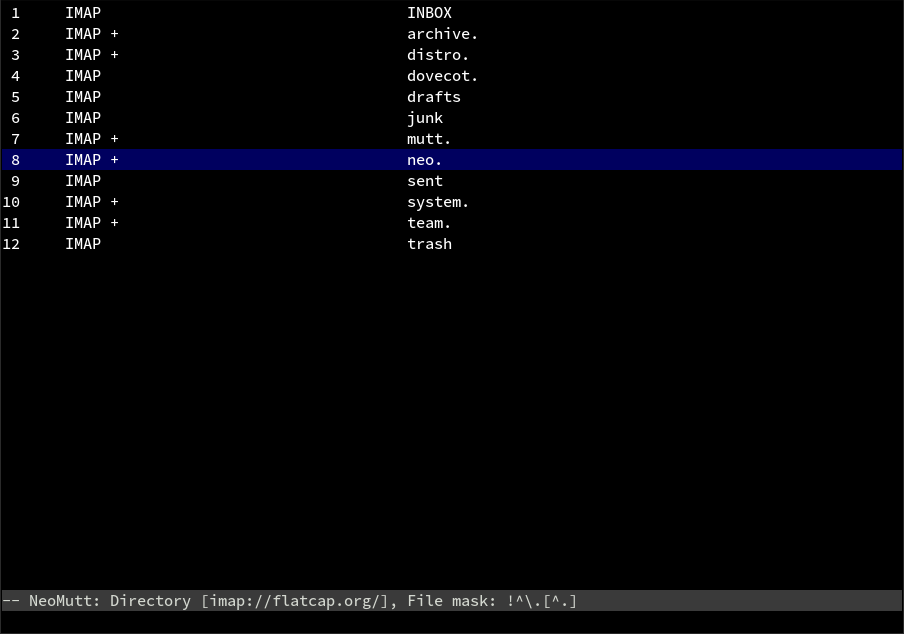 1 IMAP INBOX
2 IMAP + archive.
3 IMAP + distro.
4 IMAP dovecot.
5 IMAP drafts
6 IMAP junk
7 IMAP + mutt.
8 IMAP + neo.
9 IMAP sent
10 IMAP + system.
11 IMAP + team.
12 IMAP trash
-- NeoMutt: Directory [imap://flatcap.org/], File mask: !^\.[^.]